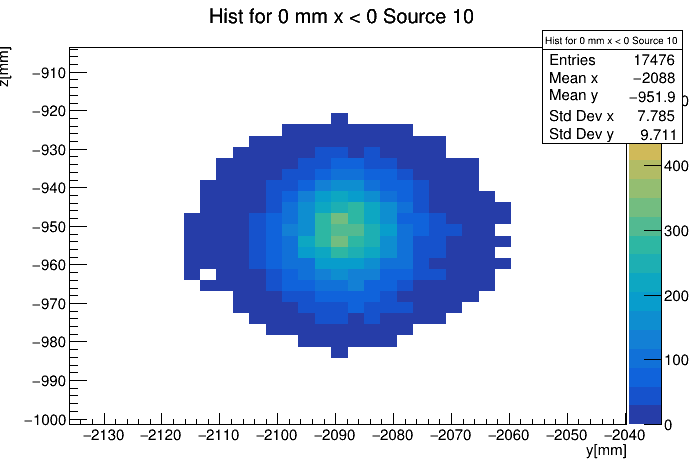 Hist for 0 mm x < 0 Source 10
Hist for 0 mm x < 0 Source 10
Entries 17476
Mean x −2088
Mean y −951.9
Std Dev x 7.785
Std Dev y 9.711
z[mm]
−910
−920
−930
−940
−950
−960
−970
−980
−990
−1000
−2130 −2120 −2110 −2100 −2090 −2080 −2070 −2060 −2050 −2040
y[mm]
400
300
200
100
0